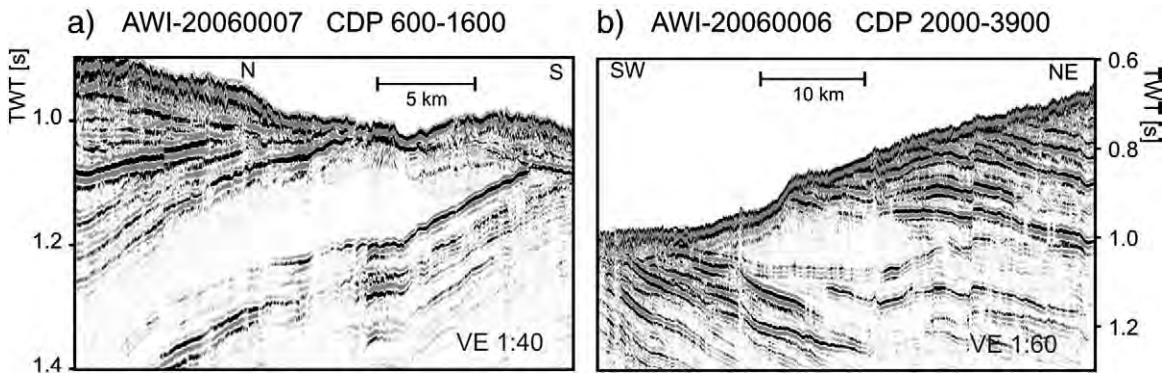 a) AWI-20060007 CDP 600-1600
b) AWI-20060006 CDP 2000-3900
TWT [s]
N
S
5 km
1.0
1.2
1.4
VE 1:40
SW
NE
10 km
0.6
TWT [s]
0.8
1.0
1.2
VE 1:60